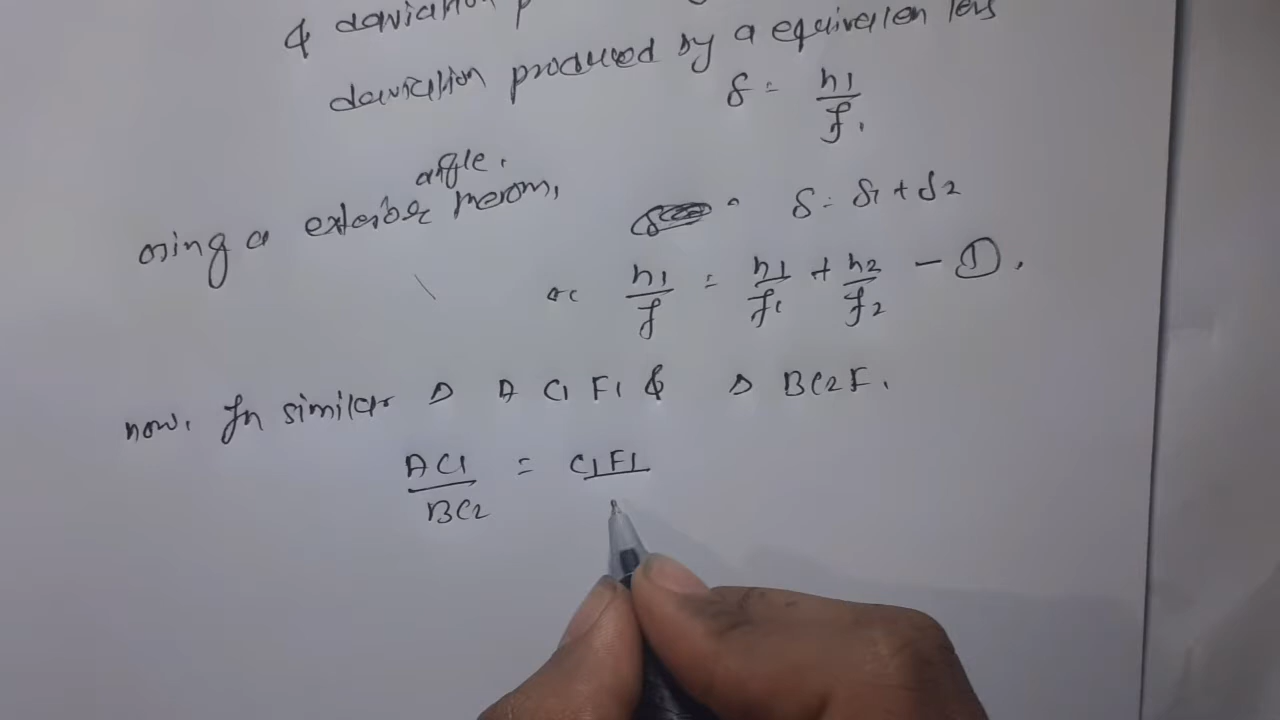 & deviation p
deviation produced by a equivalen lens
δ = h1/f1
angle.
using a exterior theorem,
δ = δ1 + δ2
or h1/f = h1/f1 + h2/f2 - ①.
now. In similar Δ A C1 F1 & Δ BC2F.
AC1/BC2 = C1F1